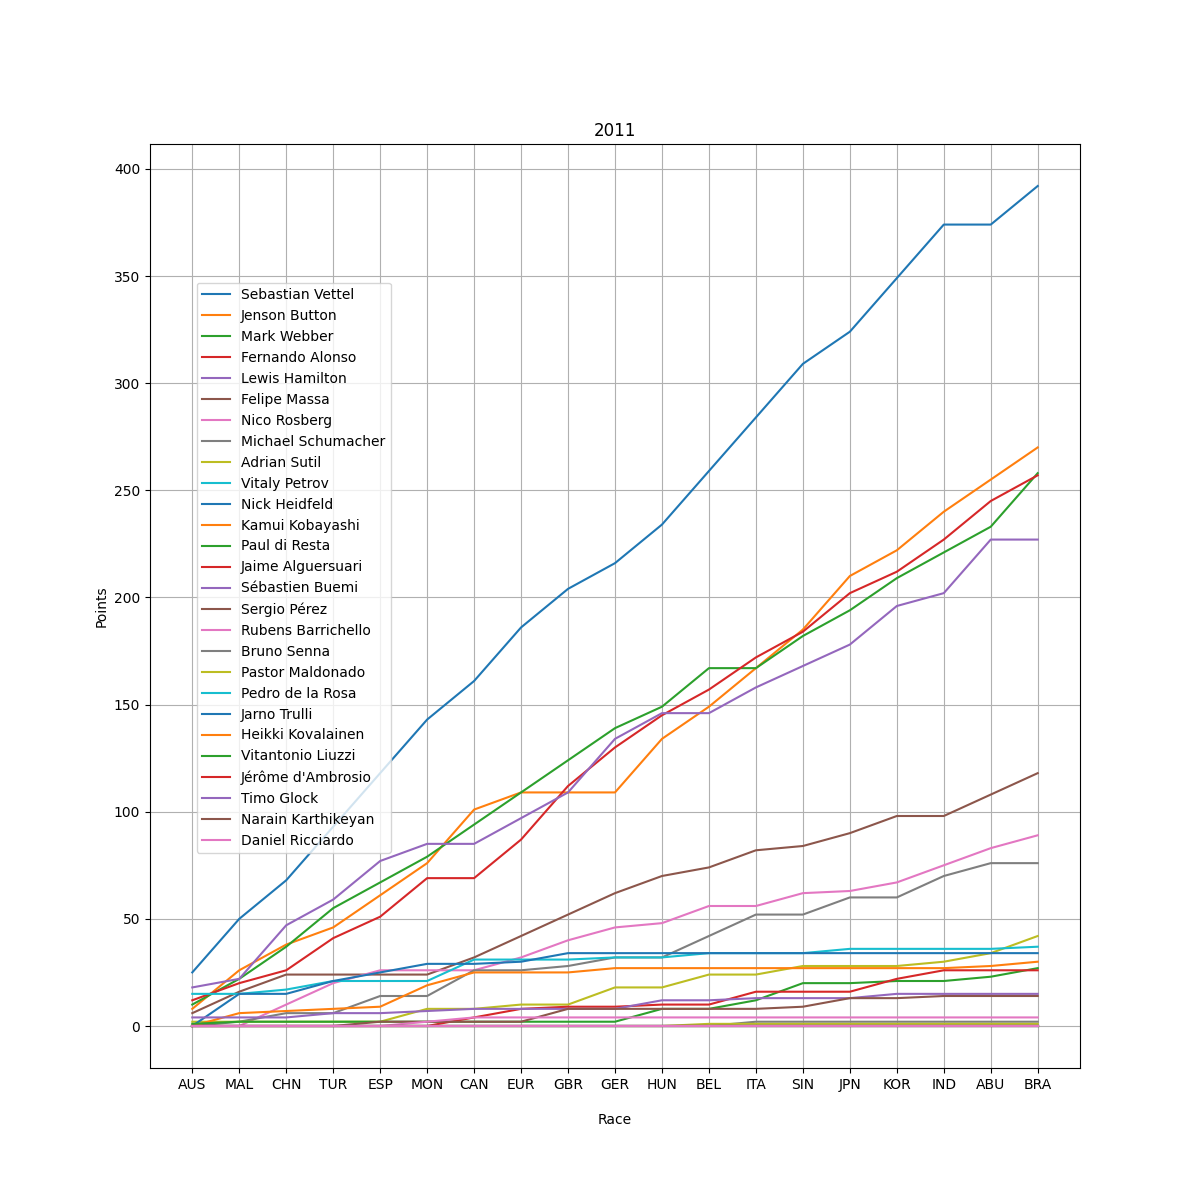 2011
400
350
300
250
200
150
100
50
0
Points
Sebastian Vettel
Jenson Button
Mark Webber
Fernando Alonso
Lewis Hamilton
Felipe Massa
Nico Rosberg
Michael Schumacher
Adrian Sutil
Vitaly Petrov
Nick Heidfeld
Kamui Kobayashi
Paul di Resta
Jaime Alguersuari
Sébastien Buemi
Sergio Pérez
Rubens Barrichello
Bruno Senna
Pastor Maldonado
Pedro de la Rosa
Jarno Trulli
Heikki Kovalainen
Vitantonio Liuzzi
Jérôme d'Ambrosio
Timo Glock
Narain Karthikeyan
Daniel Ricciardo
AUS MAL CHN TUR ESP MON CAN EUR GBR GER HUN BEL ITA SIN JPN KOR IND ABU BRA
Race